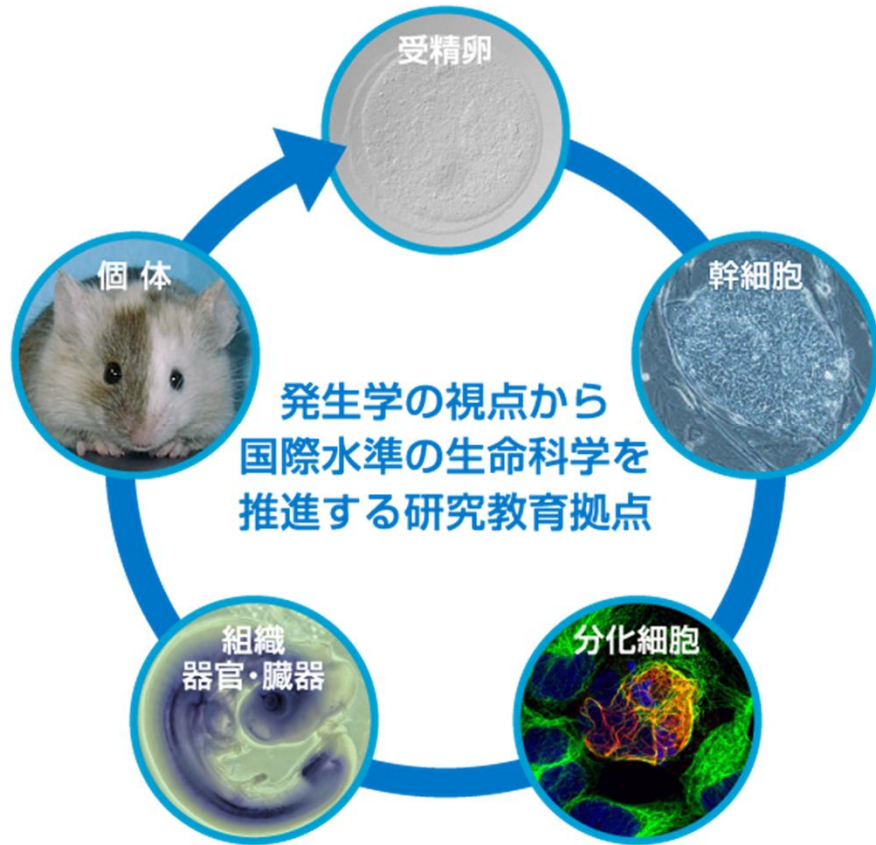 受精卵
幹細胞
分化細胞
組織
器官・臓器
個 体
発生学の視点から
国際水準の生命科学を
推進する研究教育拠点